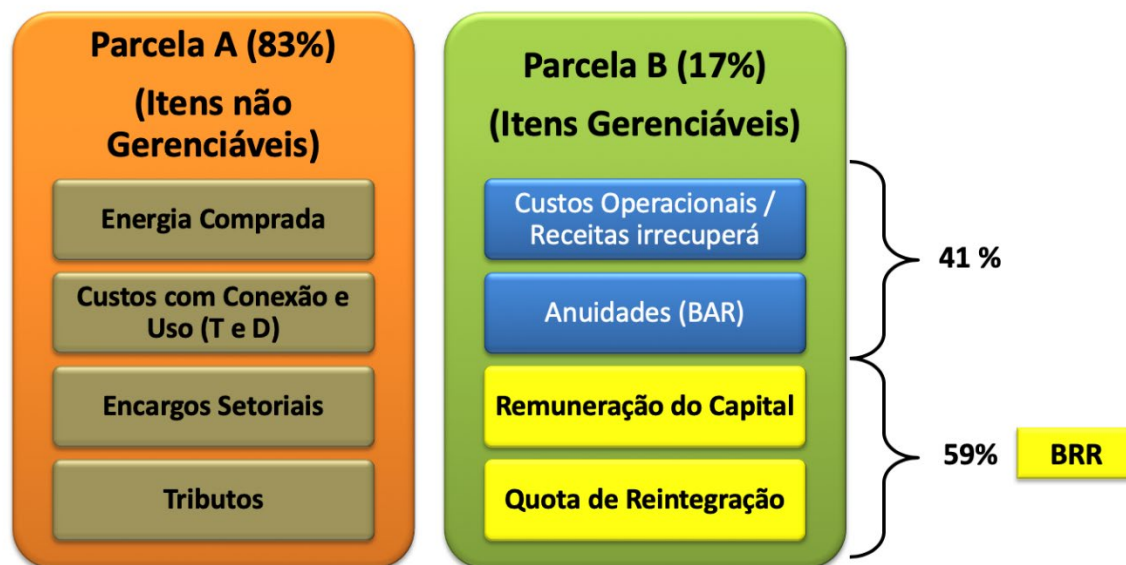 Parcela A (83%)
(Itens não
Gerenciáveis)
Energia Comprada
Custos com Conexão e
Uso (T e D)
Encargos Setoriais
Tributos
Parcela B (17%)
(Itens Gerenciáveis)
Custos Operacionais /
Receitas irrecuperá
Anuidades (BAR)
Remuneração do Capital
Quota de Reintegração
41 %
59%
BRR